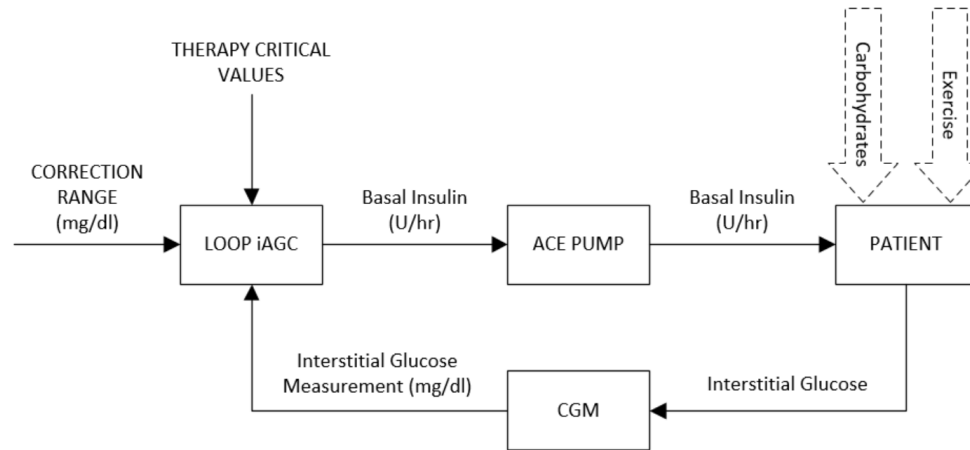 THERAPY CRITICAL
VALUES
Carbohydrates
Exercise
CORRECTION
RANGE
(mg/dl)
LOOP iAGC
Basal Insulin
(U/hr)
ACE PUMP
Basal Insulin
(U/hr)
PATIENT
Interstitial Glucose
Measurement (mg/dl)
CGM
Interstitial Glucose